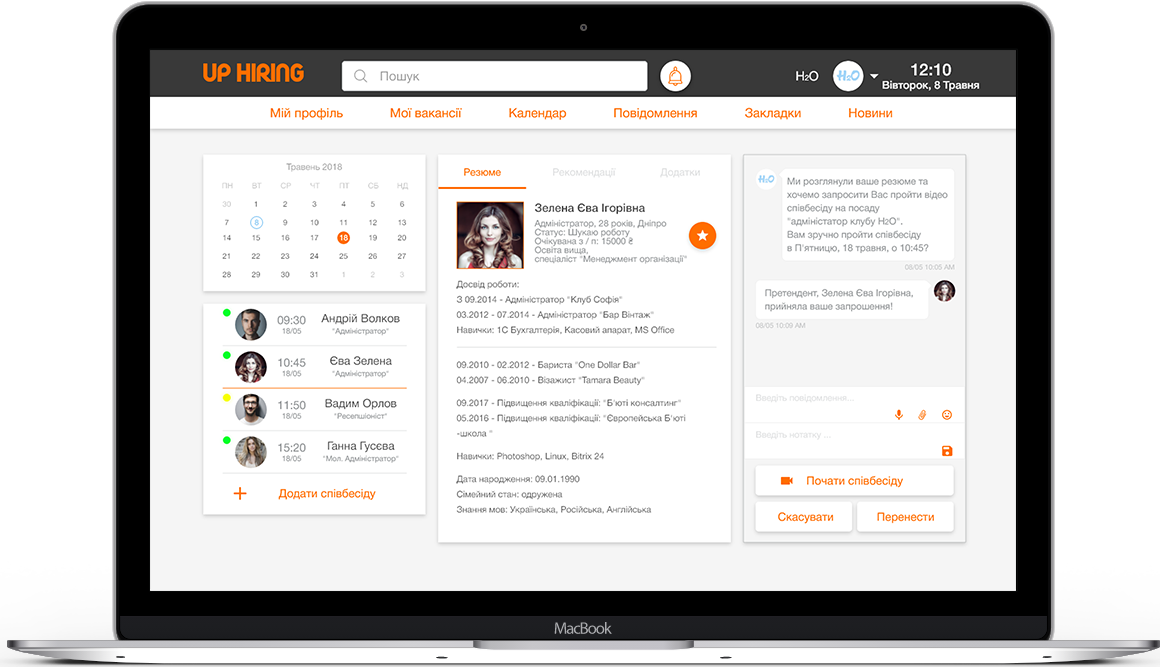 UP HIRING
Пошук
H2O
H2O
12:10
Вівторок, 8 Травня
Мій профіль
Мої вакансії
Календар
Повідомлення
Закладки
Новини
Травень 2018
ПН ВТ СР ЧТ ПТ СБ НД
30 1 2 3 4 5 6
7 8 9 10 11 12 13
14 15 16 17 18 19 20
21 22 23 24 25 26 27
28 29 30 31 1 2 3
09:30
18/05
Андрій Волков
"Адміністратор"
10:45
18/05
Єва Зелена
"Адміністратор"
11:50
18/05
Вадим Орлов
"Ресепшіоніст"
15:20
18/05
Ганна Гусєва
"Мол. Адміністратор"
+ Додати співбесіду
Резюме
Рекомендації
Додатки
Зелена Єва Ігорівна
Адміністратор, 28 років, Дніпро
Статус: Шукаю роботу
Очікувана з / п: 15000 ₴
Освіта вища,
спеціаліст "Менеджмент організації"
Досвід роботи:
З 09.2014 - Адміністратор "Клуб Софія"
03.2012 - 07.2014 - Адміністратор "Бар Вінтаж"
Навички: 1С Бухгалтерія, Касовий апарат, MS Office
09.2010 - 02.2012 - Бариста "One Dollar Bar"
04.2007 - 06.2010 - Візажист "Tamara Beauty"
09.2017 - Підвищення кваліфікації: "Б'юті консалтинг"
05.2016 - Підвищення кваліфікації: "Європейська Б'юті
-школа "
Навички: Photoshop, Linux, Bitrix 24
Дата народження: 09.01.1990
Сімейний стан: одружена
Знання мов: Українська, Російська, Англійська
H2O
Ми розглянули ваше резюме та
хочемо запросити Вас пройти відео
співбесіду на посаду
"адміністатор клубу H2O".
Вам зручно пройти співбесіду
в П'ятницю, 18 травня, о 10:45?
08/05 10:05 AM
Претендент, Зелена Єва Ігорівна,
прийняла ваше запрошення!
08/05 10:09 AM
Введіть повідомлення...
Введіть нотатку ...
Почати співбесіду
Скасувати
Перенести
MacBook